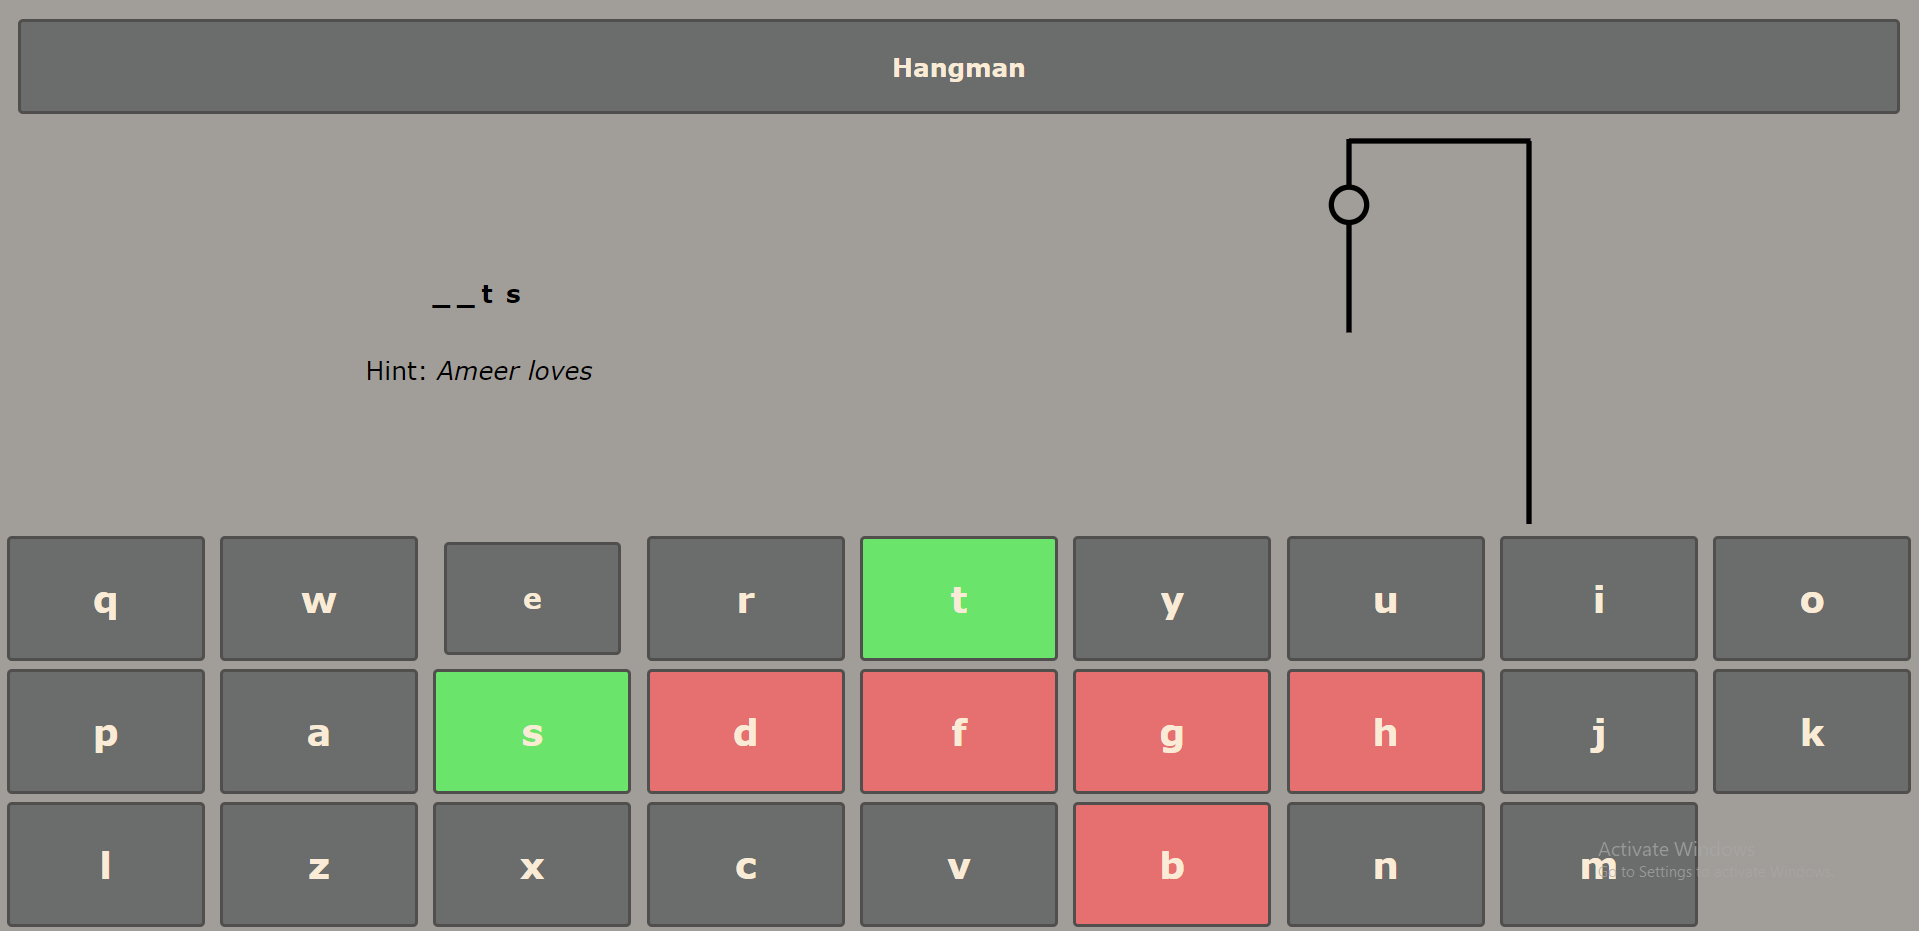 Hangman
_ _ t s
Hint: Ameer loves
q w e r t y u i o
p a s d f g h j k
l z x c v b n m
Activate Windows
Go to Settings to activate Windows.